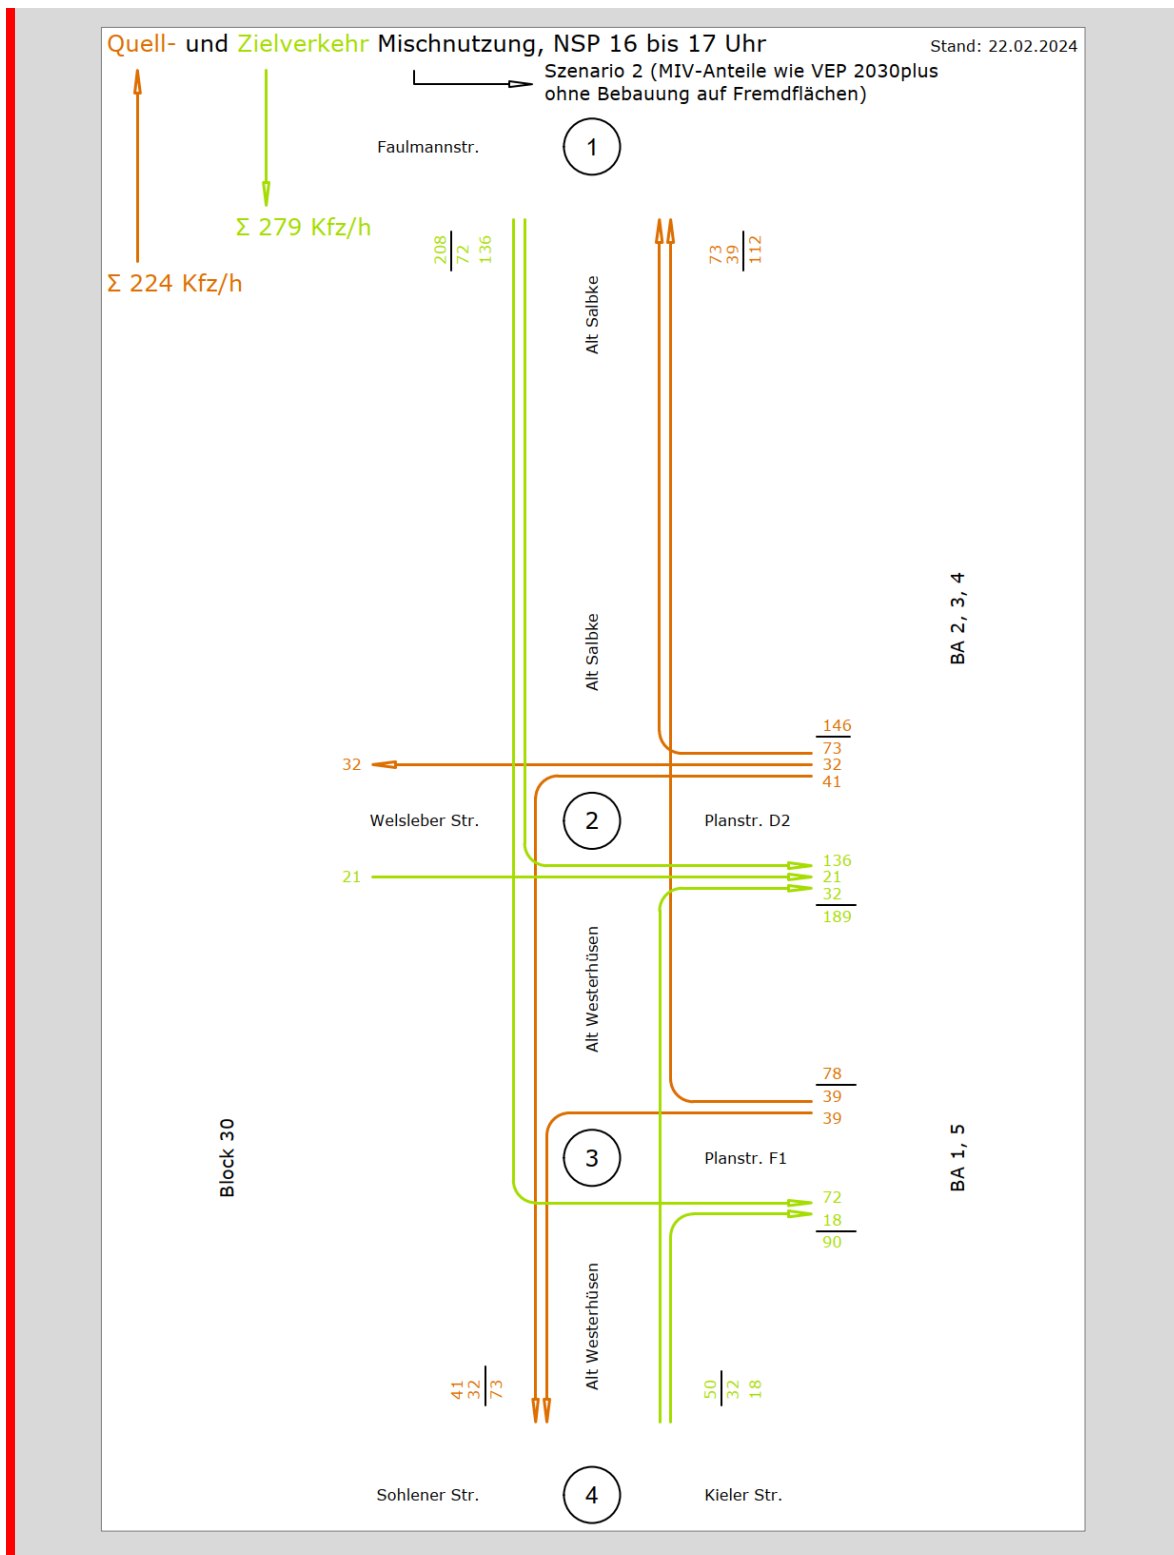 Quell- und Zielverkehr Mischnutzung, NSP 16 bis 17 Uhr
Stand: 22.02.2024
Szenario 2 (MIV-Anteile wie VEP 2030plus
ohne Bebauung auf Fremdflächen)
Faulmannstr.
1
Σ 279 Kfz/h
Σ 224 Kfz/h
208
72
136
73
39
112
Alt Salbke
Alt Salbke
BA 2, 3, 4
146
73
32
41
32
Welsleber Str.
2
Planstr. D2
21
136
21
32
189
Alt Westerhüsen
78
39
39
Block 30
3
Planstr. F1
BA 1, 5
72
18
90
Alt Westerhüsen
41
32
73
50
32
18
Sohlener Str.
4
Kieler Str.